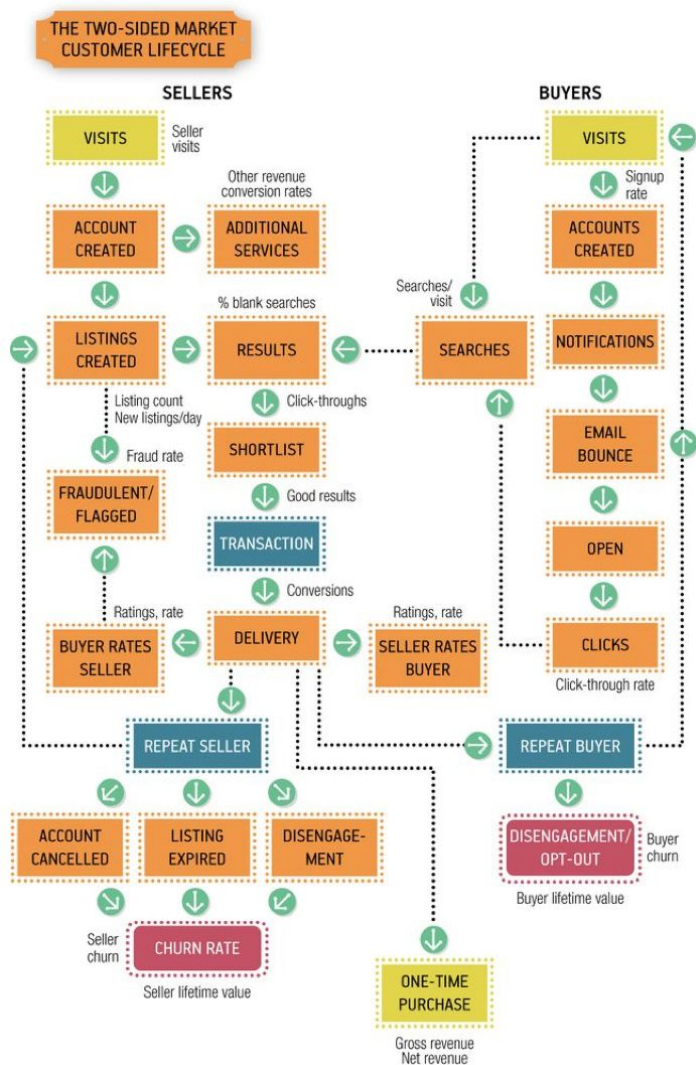 THE TWO-SIDED MARKET
CUSTOMER LIFECYCLE
SELLERS
BUYERS
VISITS
Seller
visits
VISITS
Signup
rate
Other revenue
conversion rates
ACCOUNT
CREATED
ADDITIONAL
SERVICES
ACCOUNTS
CREATED
Searches/
visit
% blank searches
LISTINGS
CREATED
RESULTS
SEARCHES
NOTIFICATIONS
Listing count
New listings/day
Click-throughs
Fraud rate
SHORTLIST
EMAIL
BOUNCE
FRAUDULENT/
FLAGGED
Good results
TRANSACTION
OPEN
Conversions
Ratings, rate
Ratings, rate
BUYER RATES
SELLER
DELIVERY
SELLER RATES
BUYER
CLICKS
Click-through rate
REPEAT SELLER
REPEAT BUYER
ACCOUNT
CANCELLED
LISTING
EXPIRED
DISENGAGE-
MENT
DISENGAGEMENT/
OPT-OUT
Buyer
churn
Buyer lifetime value
Seller
churn
CHURN RATE
Seller lifetime value
ONE-TIME
PURCHASE
Gross revenue
Net revenue